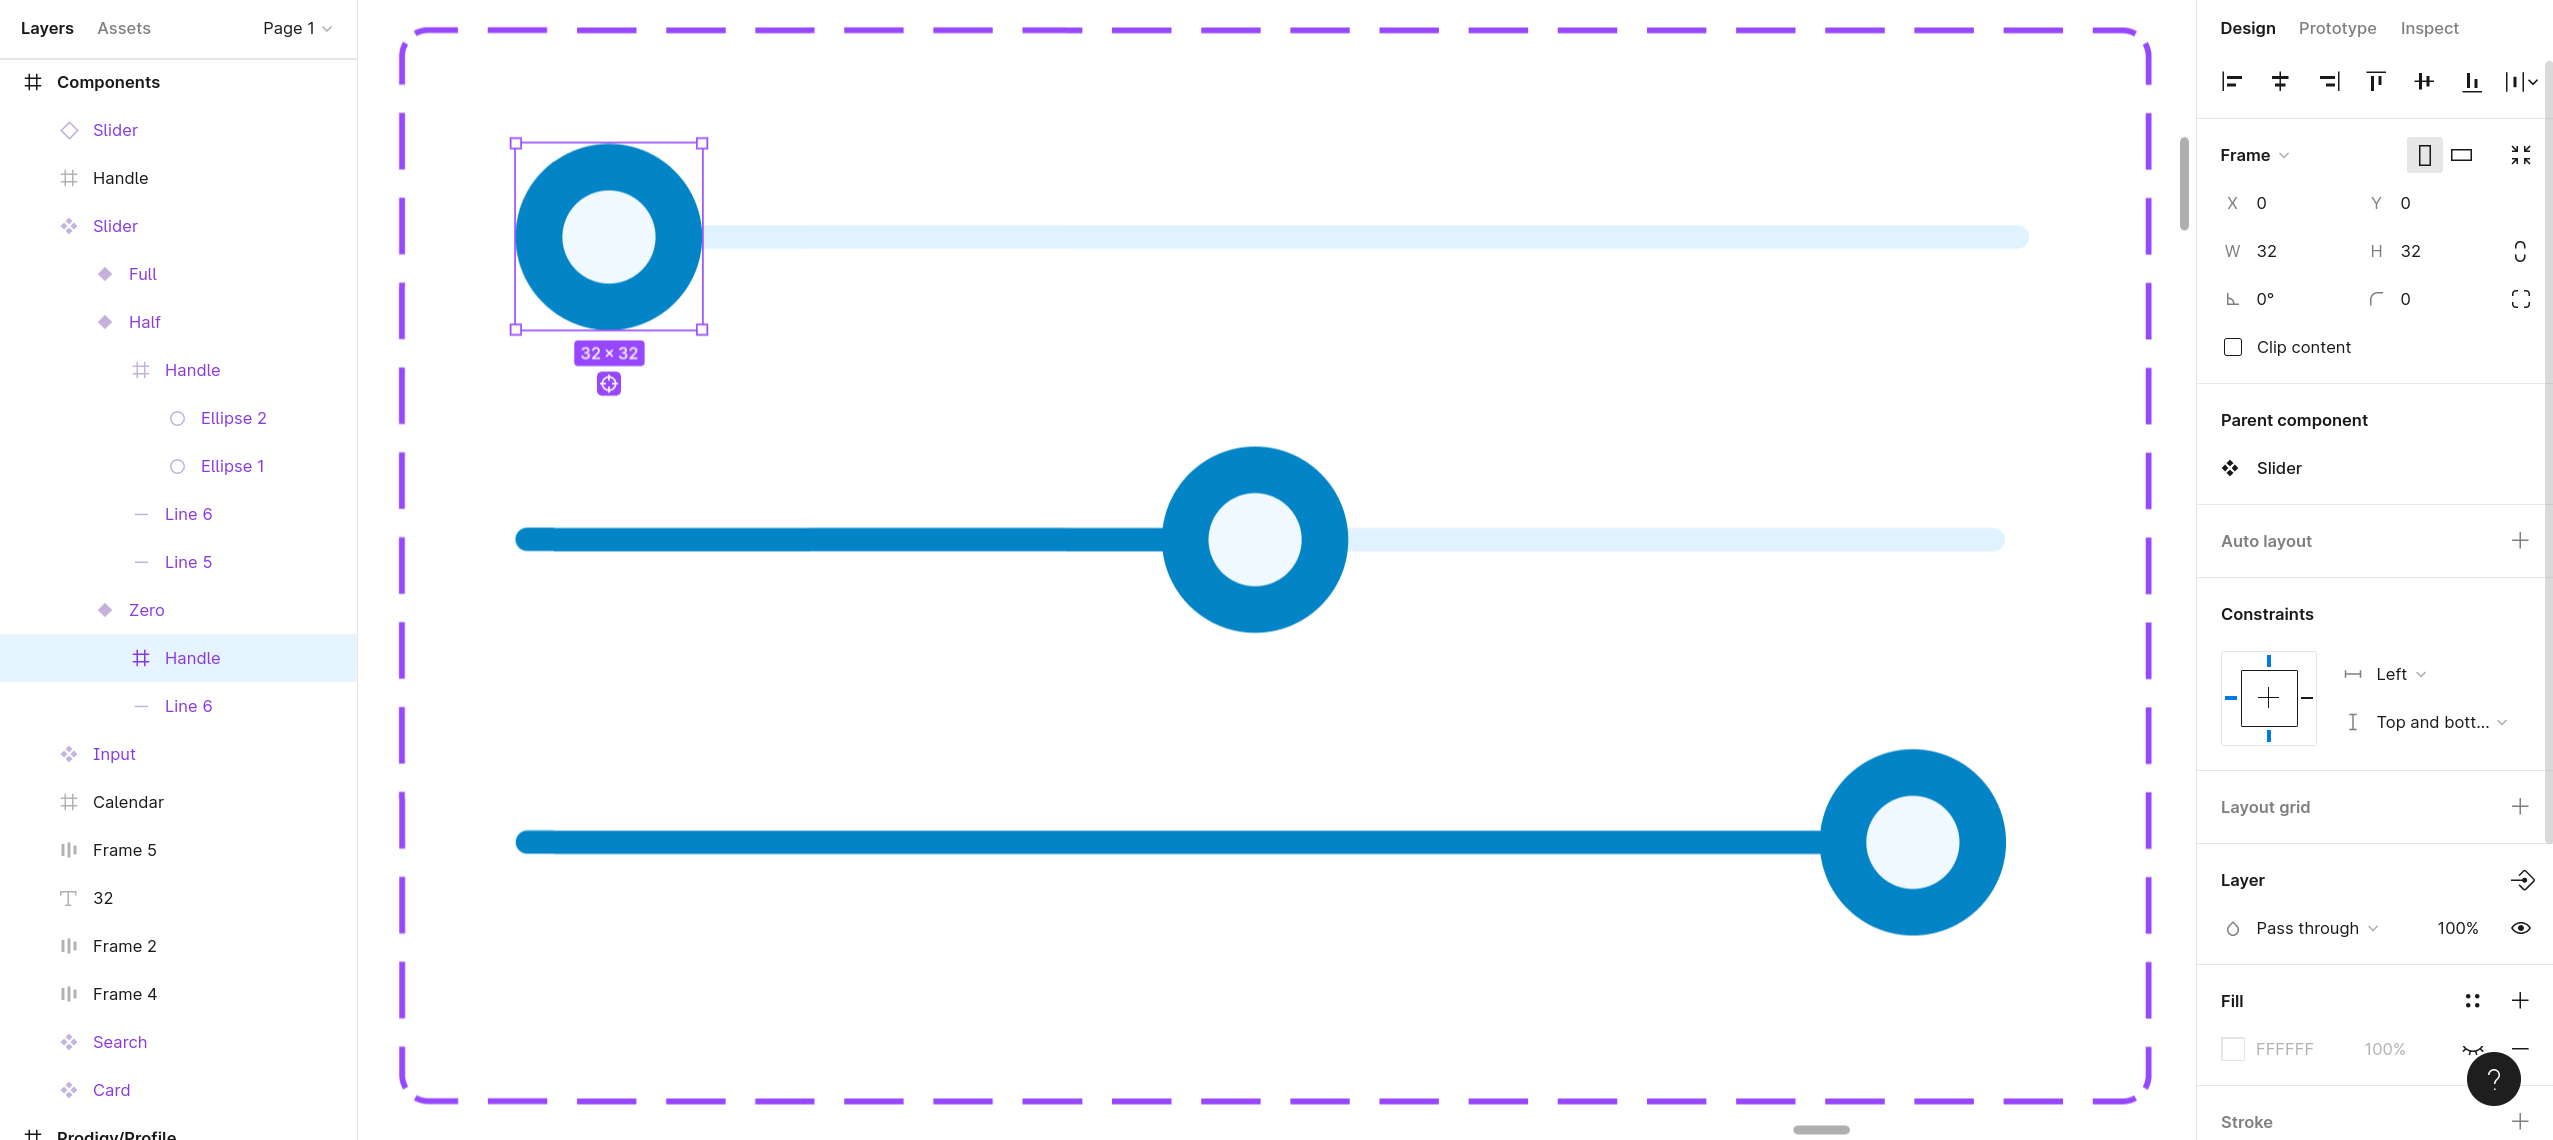 Layers Assets Page 1
Components
Slider
Handle
Slider
Full
Half
Handle
Ellipse 2
Ellipse 1
Line 6
Line 5
Zero
Handle
Line 6
Input
Calendar
Frame 5
32
Frame 2
Frame 4
Search
Card
Prodigy/Profile
32 × 32
Design Prototype Inspect
Frame
X 0 Y 0
W 32 H 32
0° 0
Clip content
Parent component
Slider
Auto layout
Constraints
Left
Top and bott...
Layout grid
Layer
Pass through 100%
Fill
FFFFFF 100%
?
Stroke